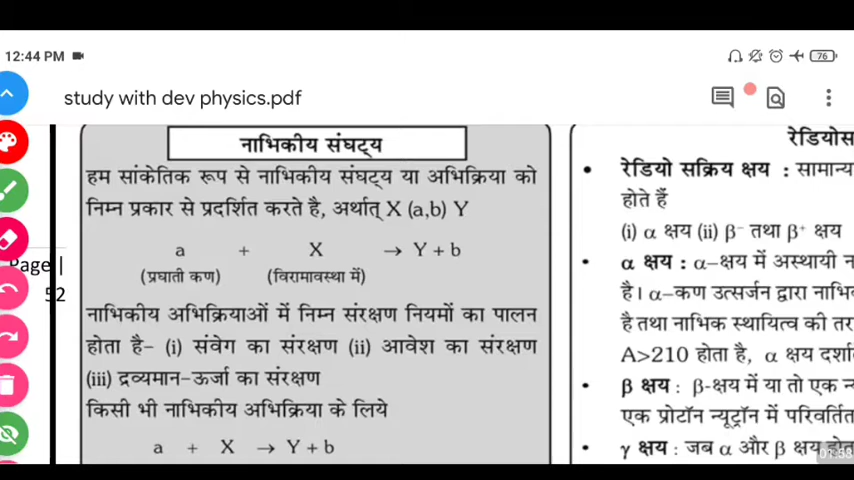 12:44 PM
76
study with dev physics.pdf
नाभिकीय संघट्य
हम सांकेतिक रूप से नाभिकीय संघट्य या अभिक्रिया को
निम्न प्रकार से प्रदर्शित करते है, अर्थात् X (a,b) Y
a + X → Y + b
(प्रघाती कण) (विरामावस्था में)
Page |
52
नाभिकीय अभिक्रियाओं में निम्न संरक्षण नियमों का पालन
होता है- (i) संवेग का संरक्षण (ii) आवेश का संरक्षण
(iii) द्रव्यमान-ऊर्जा का संरक्षण
किसी भी नाभिकीय अभिक्रिया के लिये
a + X → Y + b
रेडियोस
• रेडियो सक्रिय क्षय : सामान्य
होते हैं
(i) α क्षय (ii) β⁻ तथा β⁺ क्षय
• α क्षय : α-क्षय में अस्थायी न
है। α-कण उत्सर्जन द्वारा नाभि
है तथा नाभिक स्थायित्व की तर
A>210 होता है, α क्षय दर्शा
• β क्षय : β-क्षय में या तो एक न
एक प्रोटॉन न्यूट्रॉन में परिवर्तित
• γ क्षय : जब α और β क्षय होत
01:53